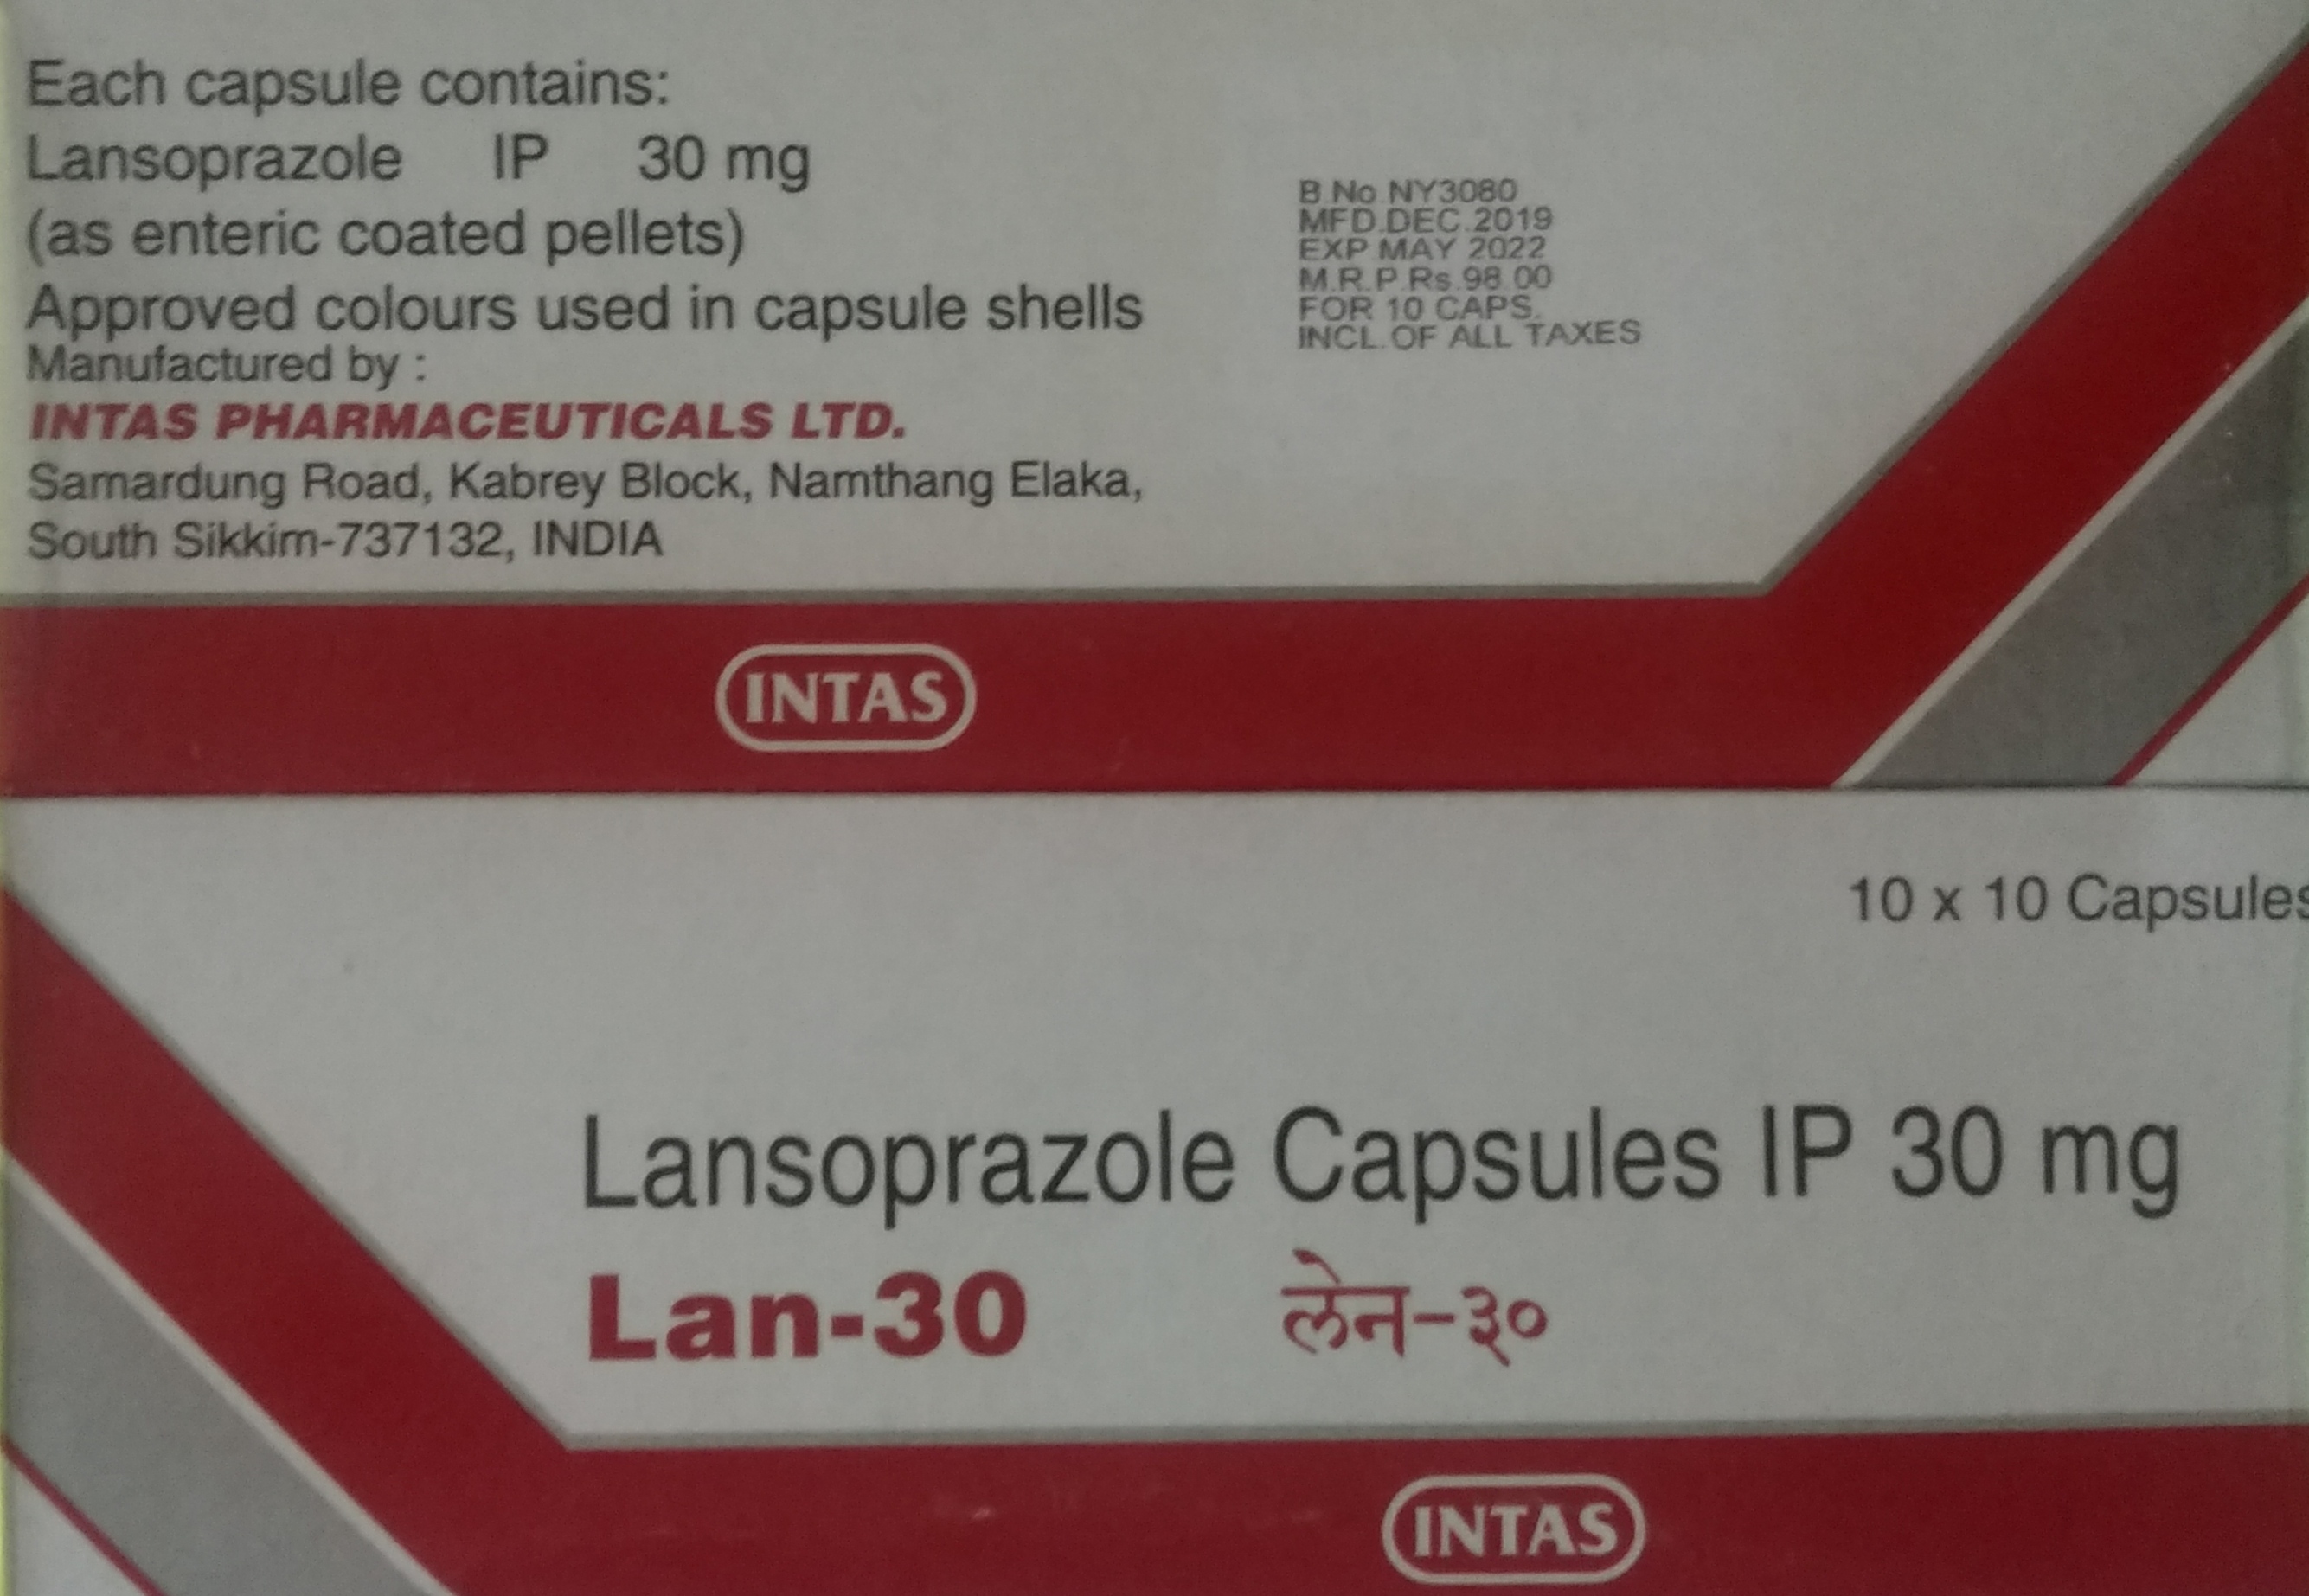 Each capsule contains:
Lansoprazole IP 30 mg
(as enteric coated pellets)
Approved colours used in capsule shells
Manufactured by :
INTAS PHARMACEUTICALS LTD.
Samardung Road, Kabrey Block, Namthang Elaka,
South Sikkim-737132, INDIA
B.No.NY3080
MFD.DEC.2019
EXP.MAY 2022
M.R.P.Rs.98.00
FOR 10 CAPS.
INCL.OF ALL TAXES
INTAS
10 x 10 Capsules
Lansoprazole Capsules IP 30 mg
Lan-30 लेन-३०
INTAS